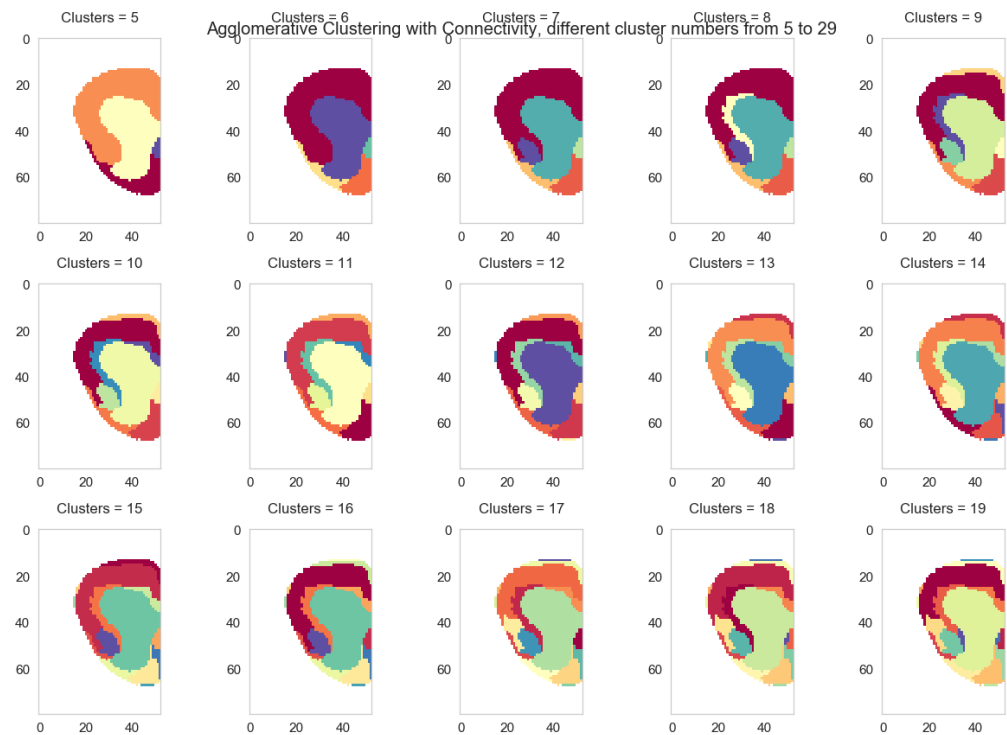 Agglomerative Clustering with Connectivity, different cluster numbers from 5 to 29
Clusters = 5
Clusters = 6
Clusters = 7
Clusters = 8
Clusters = 9
0
20
40
60
0 20 40
0
20
40
60
0 20 40
0
20
40
60
0 20 40
0
20
40
60
0 20 40
0
20
40
60
0 20 40
Clusters = 10
Clusters = 11
Clusters = 12
Clusters = 13
Clusters = 14
0
20
40
60
0 20 40
0
20
40
60
0 20 40
0
20
40
60
0 20 40
0
20
40
60
0 20 40
0
20
40
60
0 20 40
Clusters = 15
Clusters = 16
Clusters = 17
Clusters = 18
Clusters = 19
0
20
40
60
0 20 40
0
20
40
60
0 20 40
0
20
40
60
0 20 40
0
20
40
60
0 20 40
0
20
40
60
0 20 40